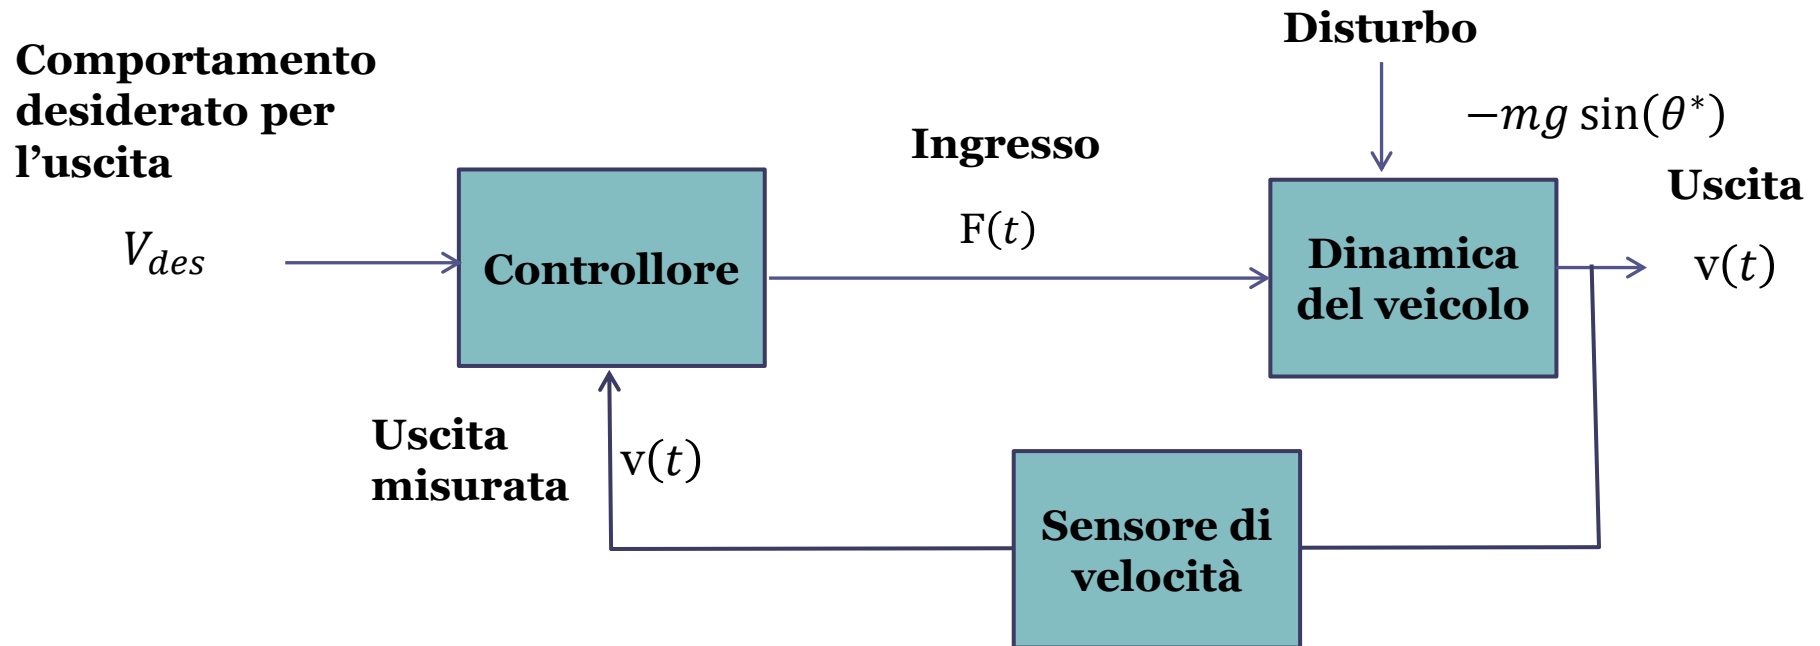 Disturbo
Comportamento
desiderato per
l’uscita
−mg sin(θ*)
Ingresso
Uscita
V_des
Controllore
F(t)
Dinamica
del veicolo
v(t)
Uscita
misurata
v(t)
Sensore di
velocità